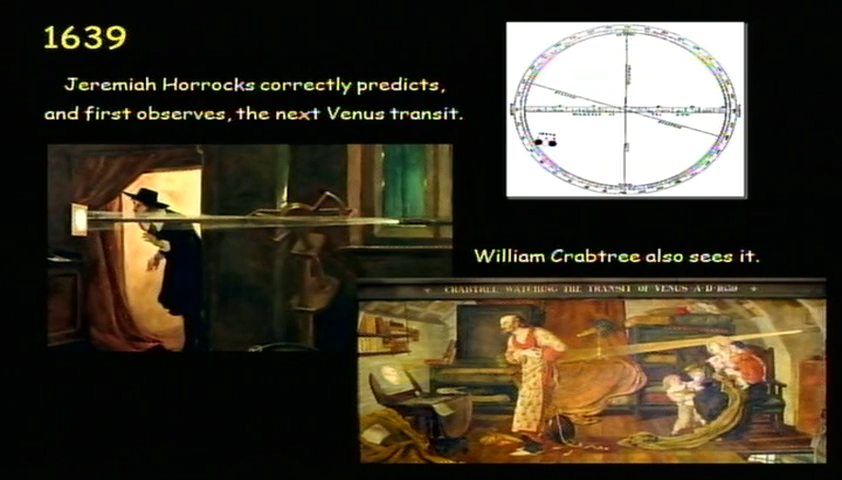 1639
Jeremiah Horrocks correctly predicts,
and first observes, the next Venus transit.
William Crabtree also sees it.
CRABTREE WATCHING THE TRANSIT OF VENUS A·D·1639